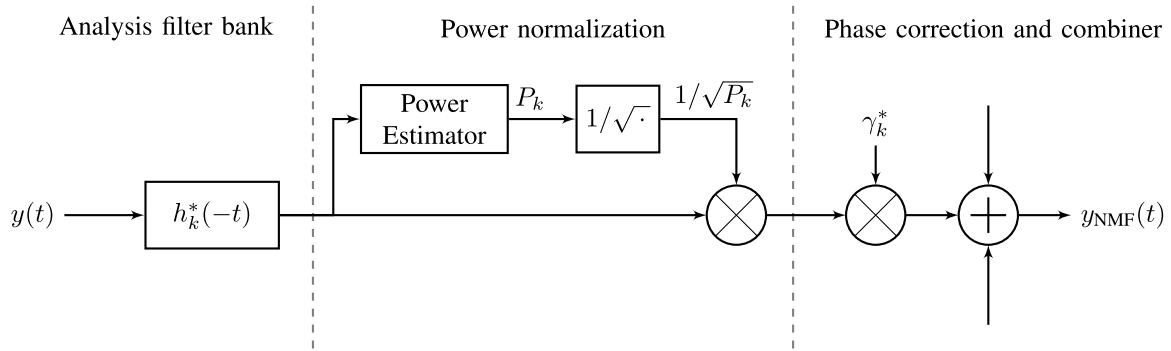 Analysis filter bank
Power normalization
Phase correction and combiner
Power
Estimator
P_k
1/√·
1/√P_k
γ_k^*
y(t)
h_k^*(−t)
y_NMF(t)